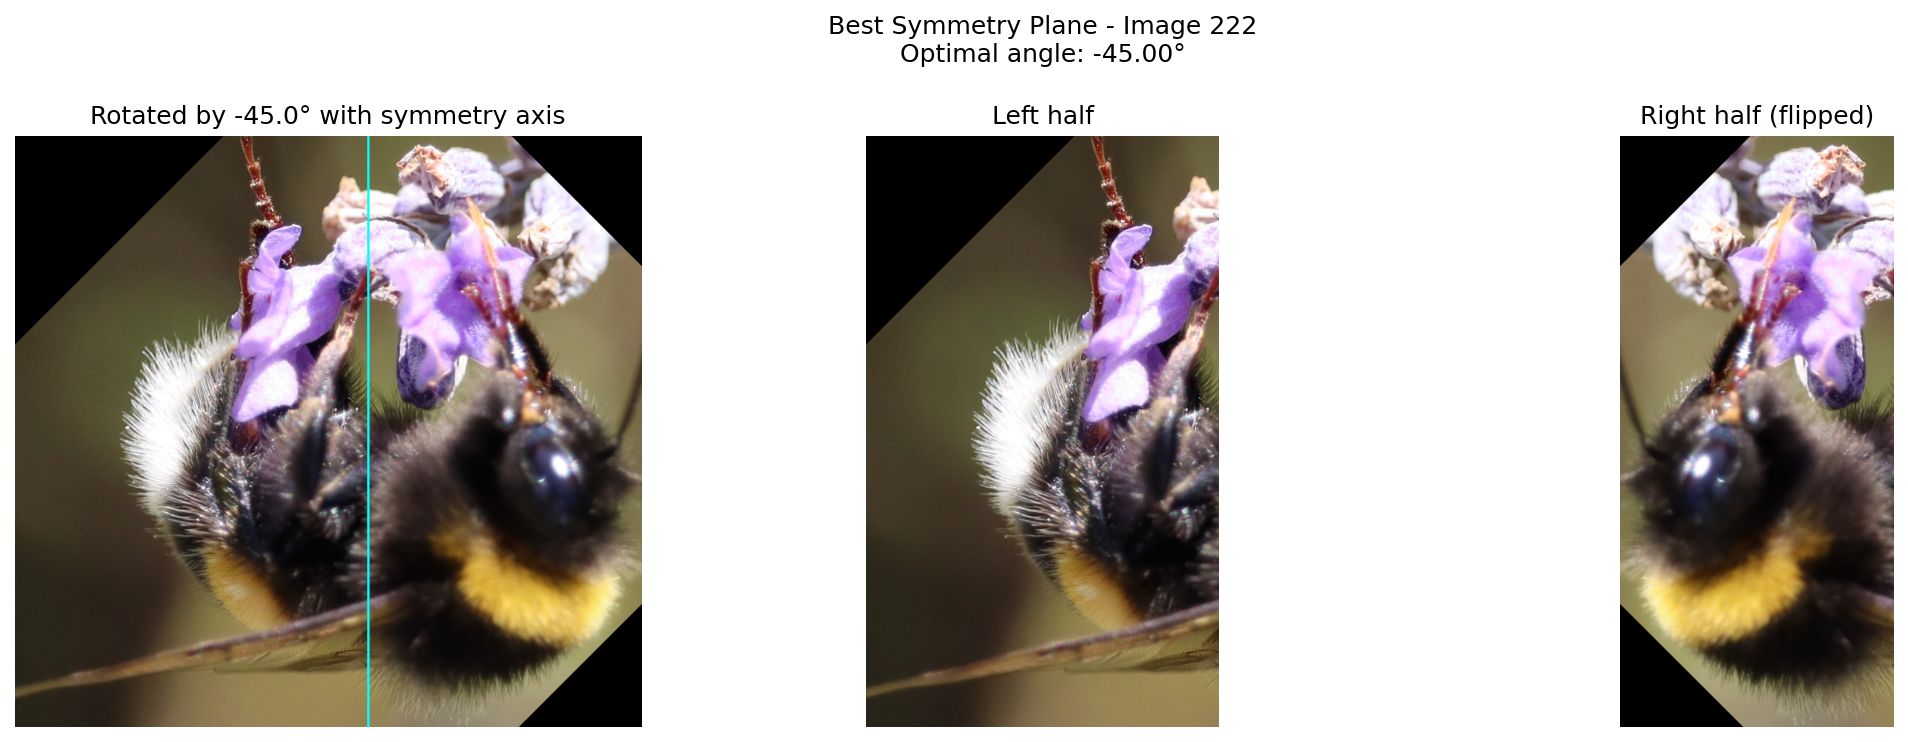 Best Symmetry Plane - Image 222
Optimal angle: -45.00°
Rotated by -45.0° with symmetry axis
Left half
Right half (flipped)